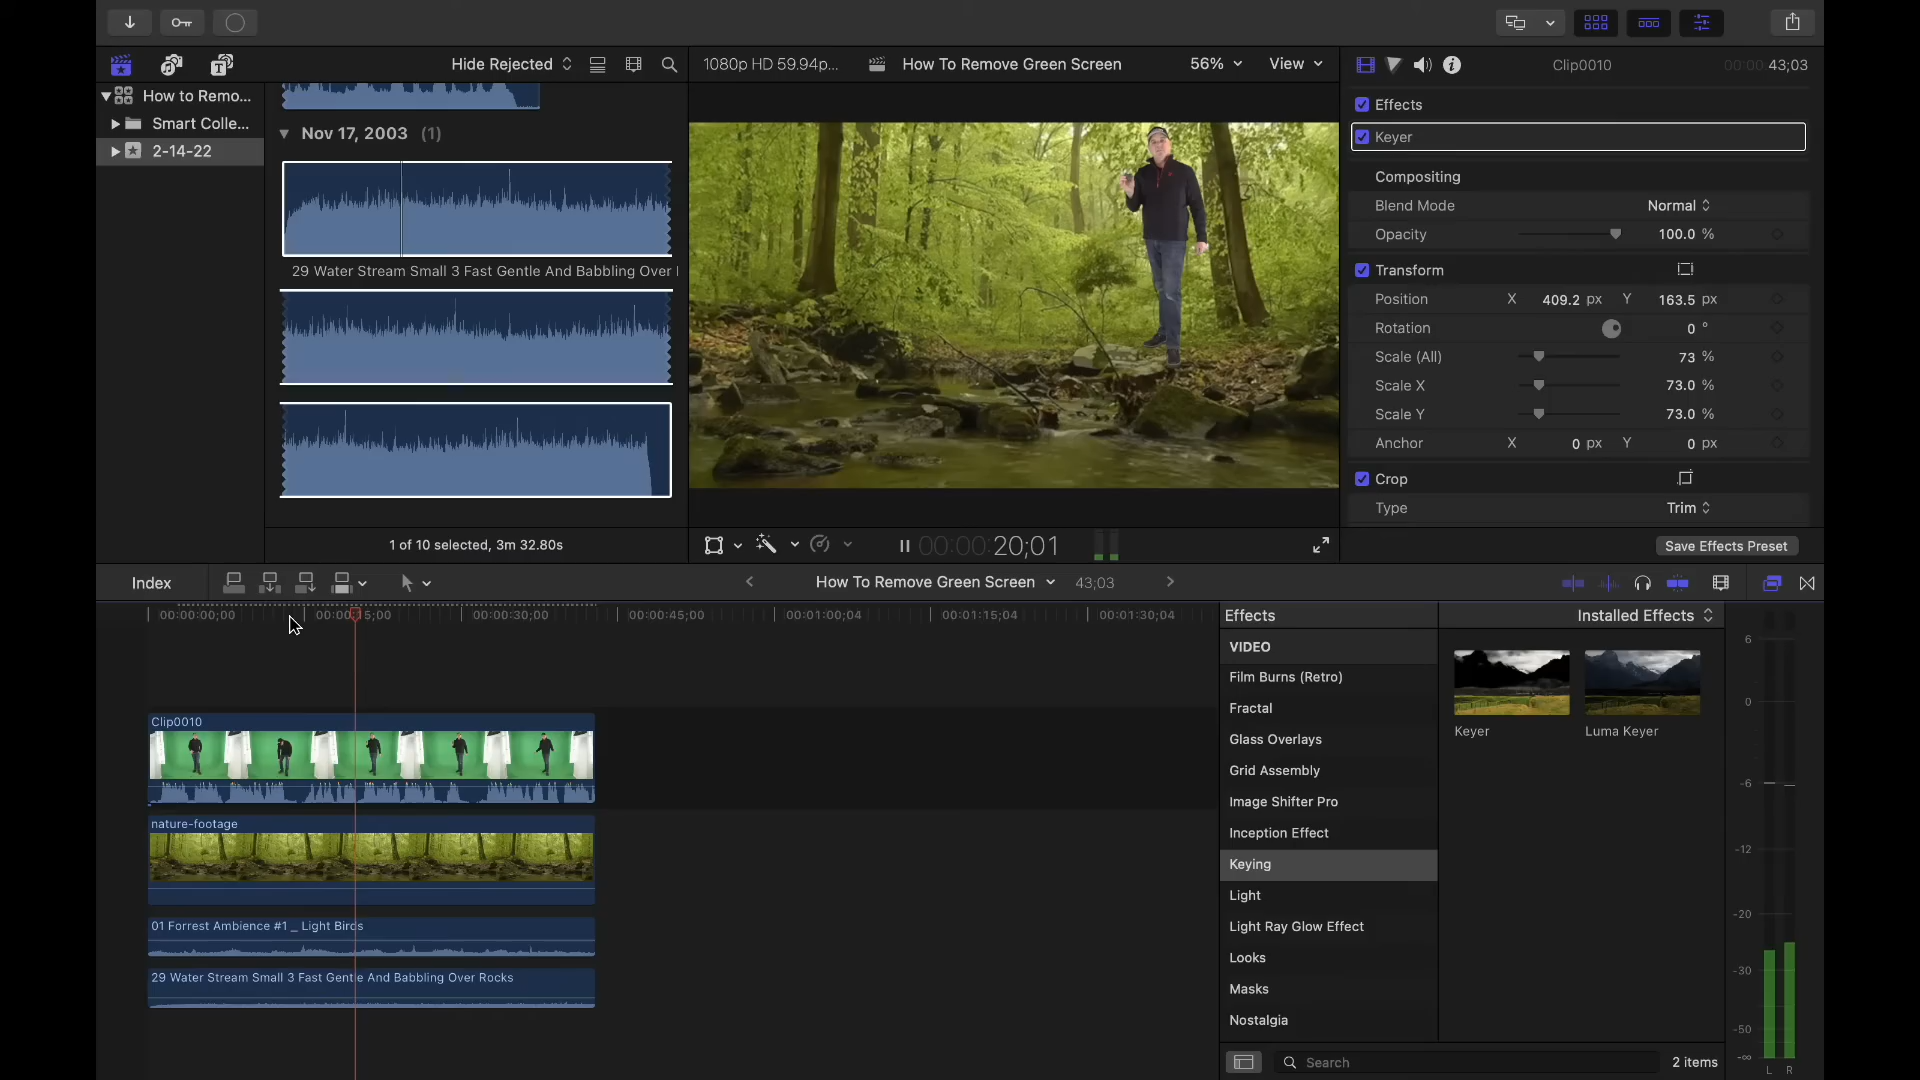 Hide Rejected
1080p HD 59.94p...
How To Remove Green Screen
56%
View
Clip0010
00:00:43;03
How to Remo...
Smart Colle...
2-14-22
Nov 17, 2003 (1)
29 Water Stream Small 3 Fast Gentle And Babbling Over
1 of 10 selected, 3m 32.80s
00:00:20;01
Effects
Keyer
Compositing
Blend Mode Normal
Opacity 100.0 %
Transform
Position X 409.2 px Y 163.5 px
Rotation 0 °
Scale (All) 73 %
Scale X 73.0 %
Scale Y 73.0 %
Anchor X 0 px Y 0 px
Crop
Type Trim
Save Effects Preset
Index
How To Remove Green Screen 43;03
00:00:00;00 00:00:15;00 00:00:30;00 00:00:45;00 00:01:00;04 00:01:15;04 00:01:30;04
Clip0010
nature-footage
01 Forrest Ambience #1 _ Light Birds
29 Water Stream Small 3 Fast Gentle And Babbling Over Rocks
Effects
Installed Effects
VIDEO
Film Burns (Retro)
Fractal
Glass Overlays
Grid Assembly
Image Shifter Pro
Inception Effect
Keying
Light
Light Ray Glow Effect
Looks
Masks
Nostalgia
Keyer
Luma Keyer
Search
2 items
6
0
-6
-12
-20
-30
-50
-∞
L R